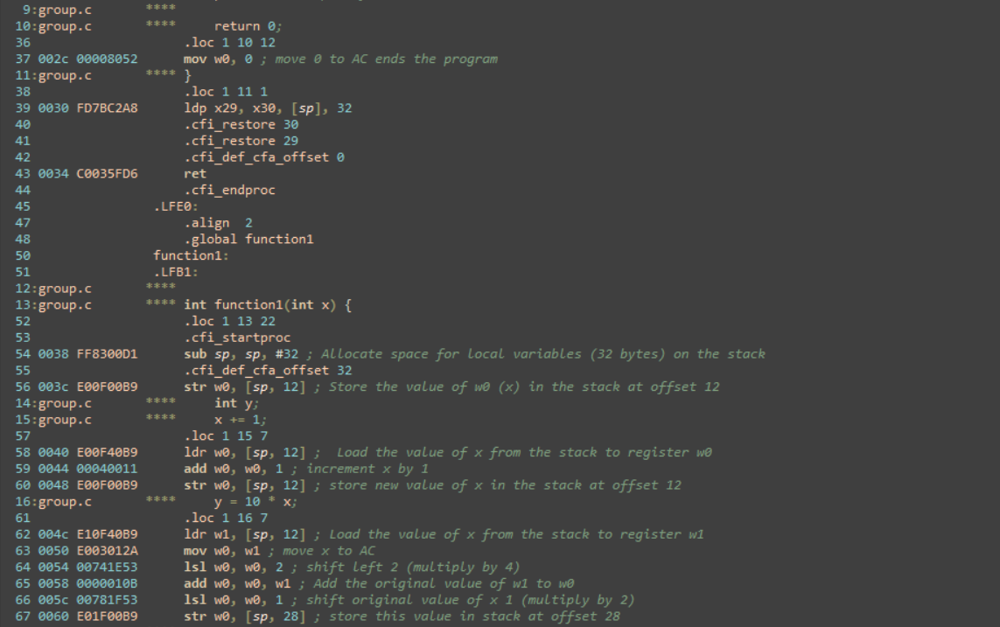 9:group.c       ****
10:group.c       ****     return 0;
36                      .loc 1 10 12
37 002c 00008052      mov w0, 0 ; move 0 to AC ends the program
11:group.c       **** }
38                      .loc 1 11 1
39 0030 FD7BC2A8      ldp x29, x30, [sp], 32
40                      .cfi_restore 30
41                      .cfi_restore 29
42                      .cfi_def_cfa_offset 0
43 0034 C0035FD6      ret
44                      .cfi_endproc
45                  .LFE0:
47                      .align  2
48                      .global function1
50                  function1:
51                  .LFB1:
12:group.c       ****
13:group.c       **** int function1(int x) {
52                      .loc 1 13 22
53                      .cfi_startproc
54 0038 FF8300D1      sub sp, sp, #32 ; Allocate space for local variables (32 bytes) on the stack
55                      .cfi_def_cfa_offset 32
56 003c E00F00B9      str w0, [sp, 12] ; Store the value of w0 (x) in the stack at offset 12
14:group.c       ****     int y;
15:group.c       ****     x += 1;
57                      .loc 1 15 7
58 0040 E00F40B9      ldr w0, [sp, 12] ;  Load the value of x from the stack to register w0
59 0044 00040011      add w0, w0, 1 ; increment x by 1
60 0048 E00F00B9      str w0, [sp, 12] ; store new value of x in the stack at offset 12
16:group.c       ****     y = 10 * x;
61                      .loc 1 16 7
62 004c E10F40B9      ldr w1, [sp, 12] ; Load the value of x from the stack to register w1
63 0050 E003012A      mov w0, w1 ; move x to AC
64 0054 00741E53      lsl w0, w0, 2 ; shift left 2 (multiply by 4)
65 0058 0000010B      add w0, w0, w1 ; Add the original value of w1 to w0
66 005c 00781F53      lsl w0, w0, 1 ; shift original value of x 1 (multiply by 2)
67 0060 E01F00B9      str w0, [sp, 28] ; store this value in stack at offset 28